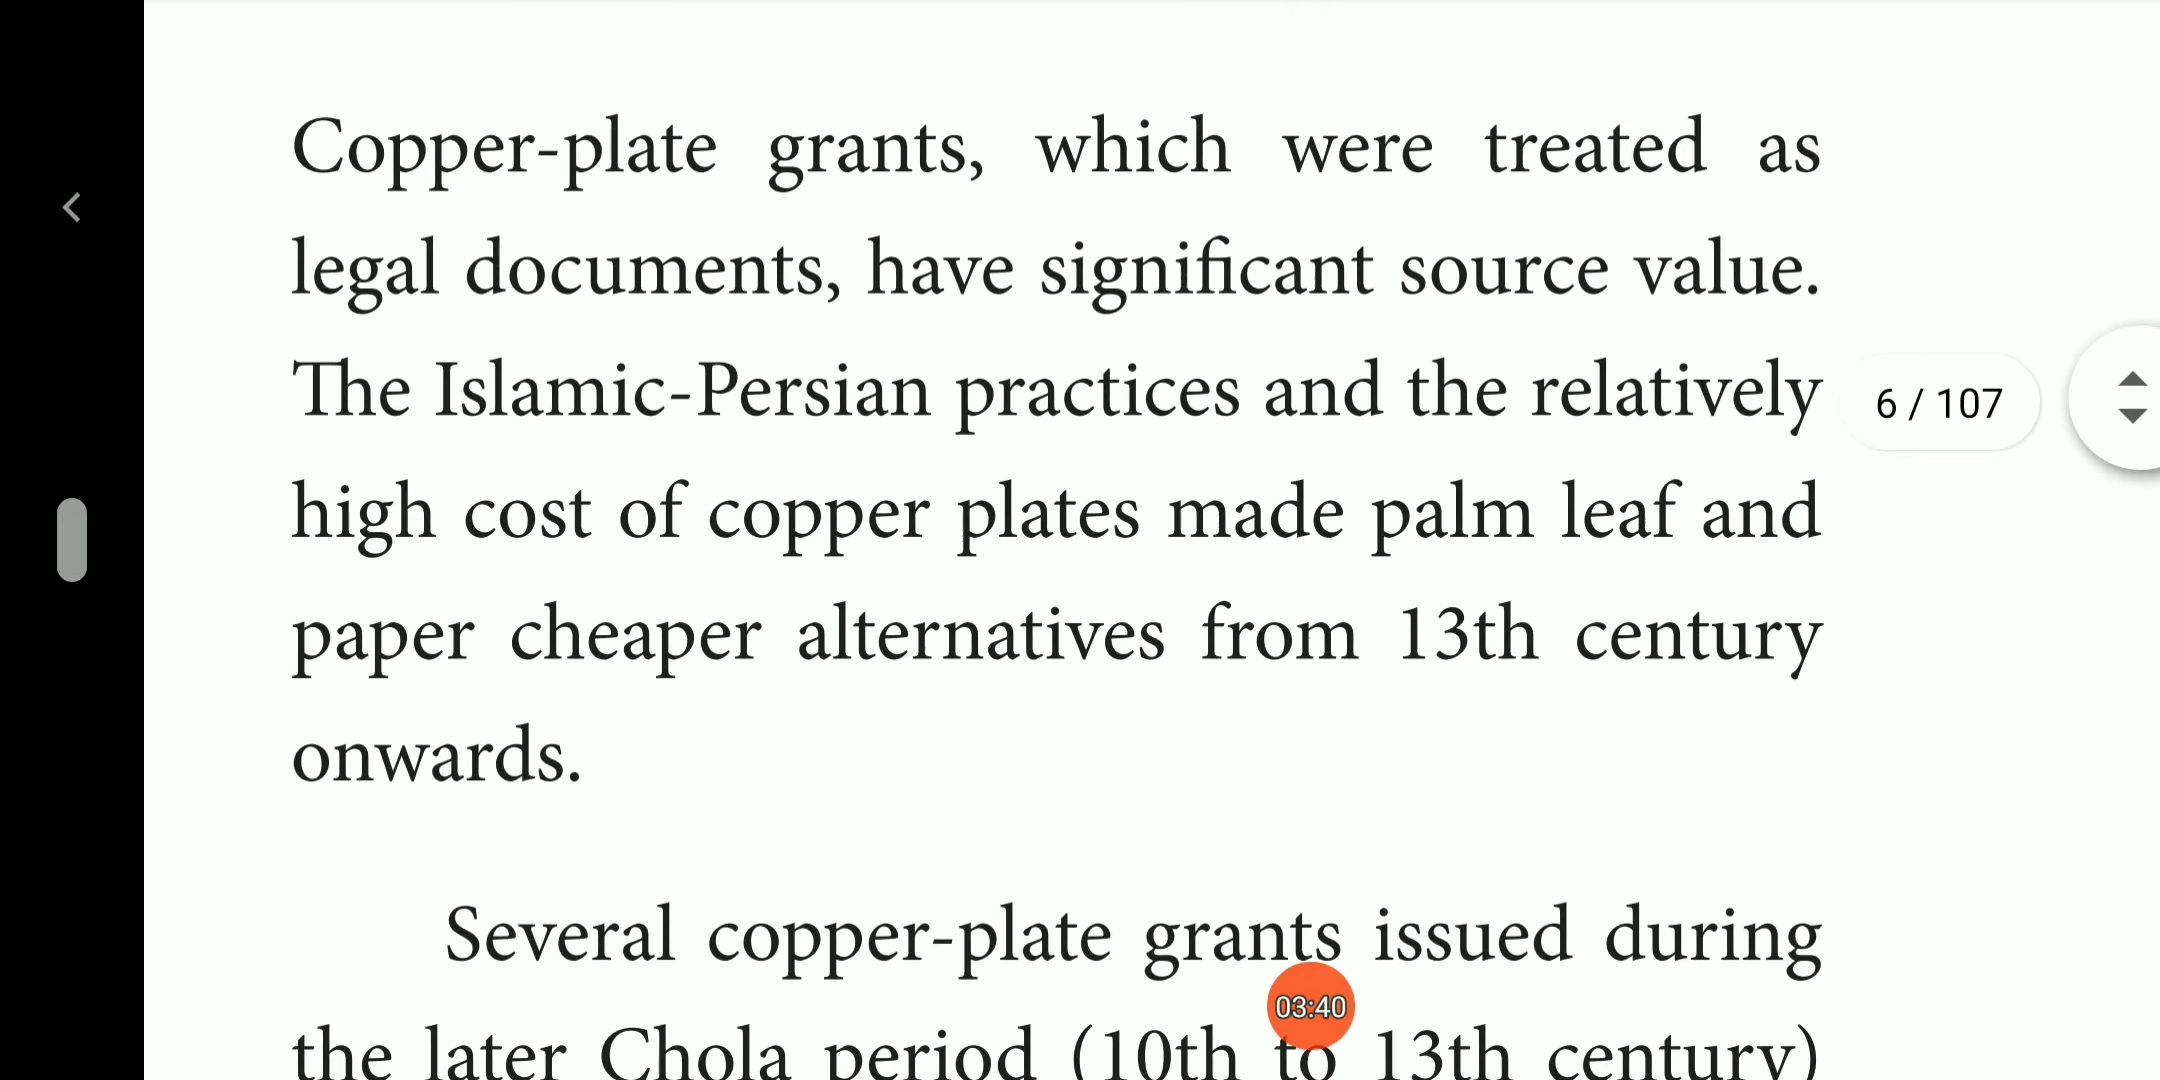 Copper-plate grants, which were treated as
legal documents, have significant source value.
The Islamic-Persian practices and the relatively
6 / 107
high cost of copper plates made palm leaf and
paper cheaper alternatives from 13th century
onwards.
Several copper-plate grants issued during
03:40
the later Chola period (10th to 13th century)